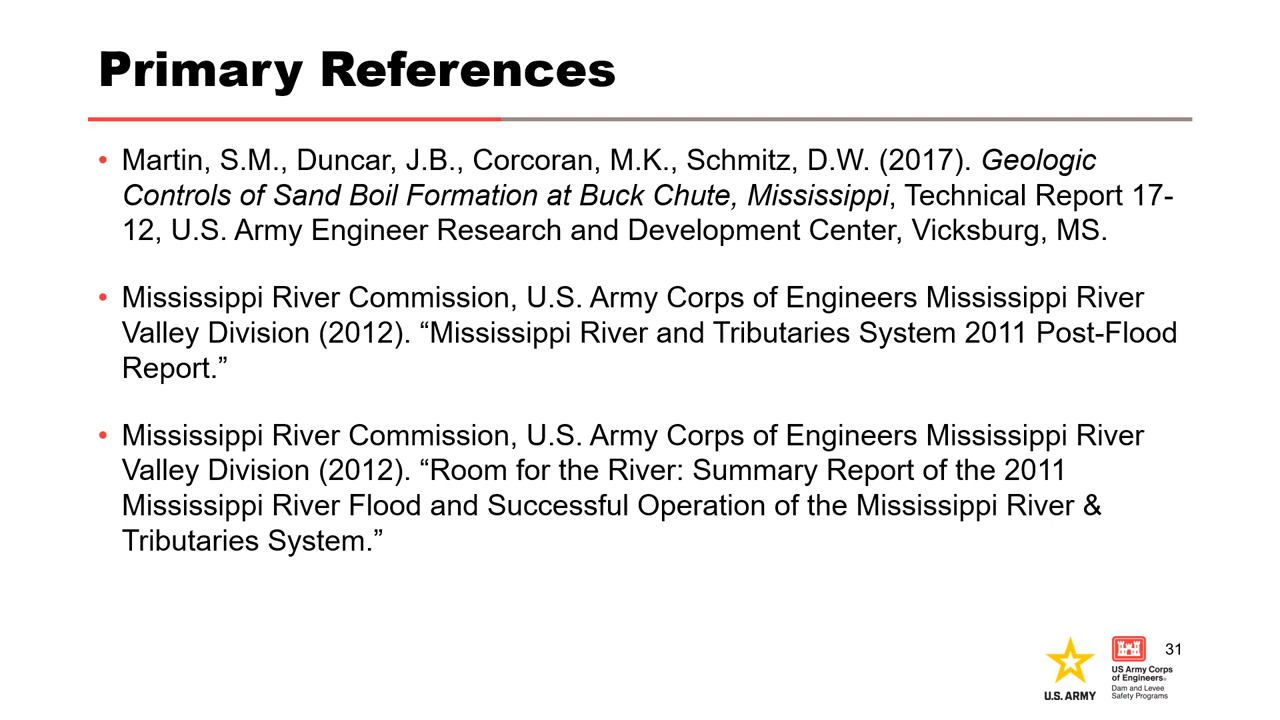 Primary References
• Martin, S.M., Duncar, J.B., Corcoran, M.K., Schmitz, D.W. (2017). Geologic
Controls of Sand Boil Formation at Buck Chute, Mississippi, Technical Report 17-
12, U.S. Army Engineer Research and Development Center, Vicksburg, MS.
• Mississippi River Commission, U.S. Army Corps of Engineers Mississippi River
Valley Division (2012). “Mississippi River and Tributaries System 2011 Post-Flood
Report.”
• Mississippi River Commission, U.S. Army Corps of Engineers Mississippi River
Valley Division (2012). “Room for the River: Summary Report of the 2011
Mississippi River Flood and Successful Operation of the Mississippi River &
Tributaries System.”
31
U.S. ARMY
US Army Corps
of Engineers®
Dam and Levee
Safety Programs